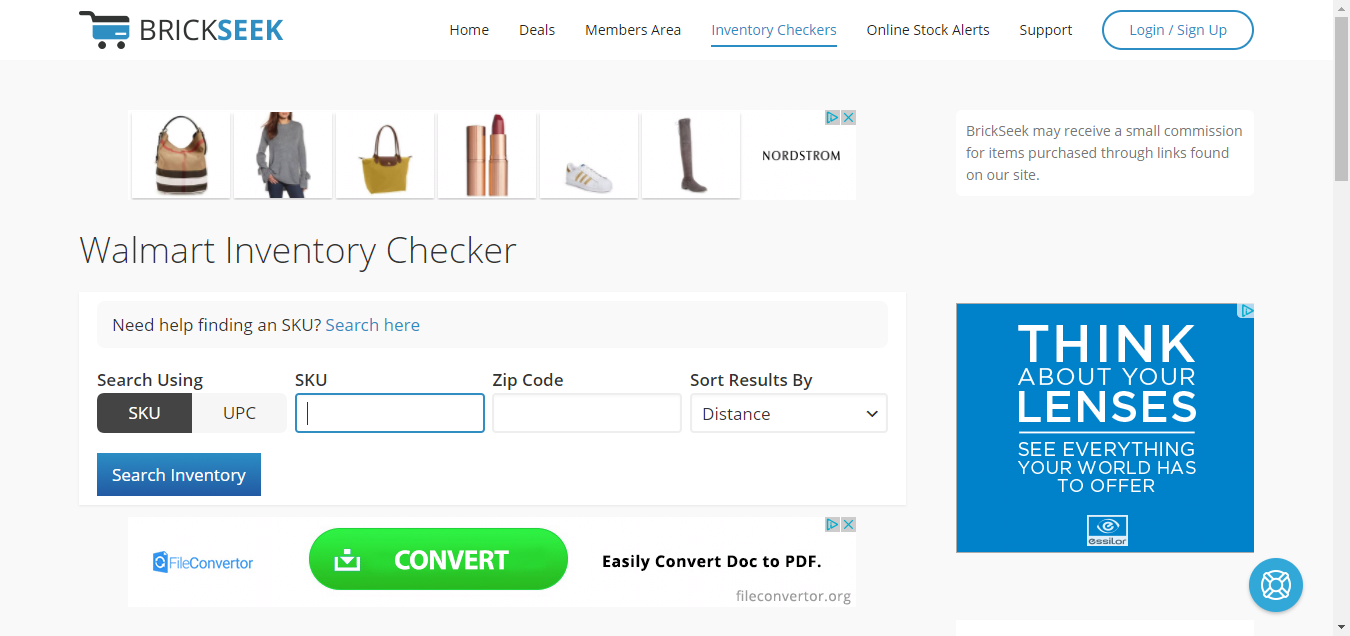 BRICKSEEK
Home
Deals
Members Area
Inventory Checkers
Online Stock Alerts
Support
Login / Sign Up
NORDSTROM
BrickSeek may receive a small commission
for items purchased through links found
on our site.
Walmart Inventory Checker
Need help finding an SKU? Search here
Search Using
SKU
Zip Code
Sort Results By
SKU
UPC
Distance
Search Inventory
THINK
ABOUT YOUR
LENSES
SEE EVERYTHING
YOUR WORLD HAS
TO OFFER
essilor
FileConvertor
CONVERT
Easily Convert Doc to PDF.
fileconvertor.org